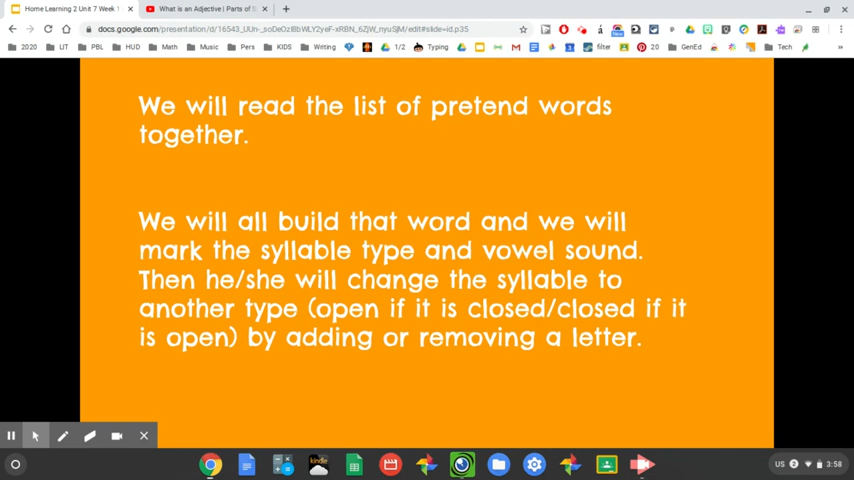 Home Learning 2 Unit 7 Week 1
What is an Adjective | Parts of S
docs.google.com/presentation/d/16543_UUn-_soDeOzI8bWLY2yeF-xRBN_6ZjW_nyuSjM/edit#slide=id.p35
2020 LIT PBL HUD Math Music Pers KIDS Writing 1/2 Typing filter 20 GenEd Tech
We will read the list of pretend words
together.
We will all build that word and we will
mark the syllable type and vowel sound.
Then he/she will change the syllable to
another type (open if it is closed/closed if it
is open) by adding or removing a letter.
kindle
US 2 3:58